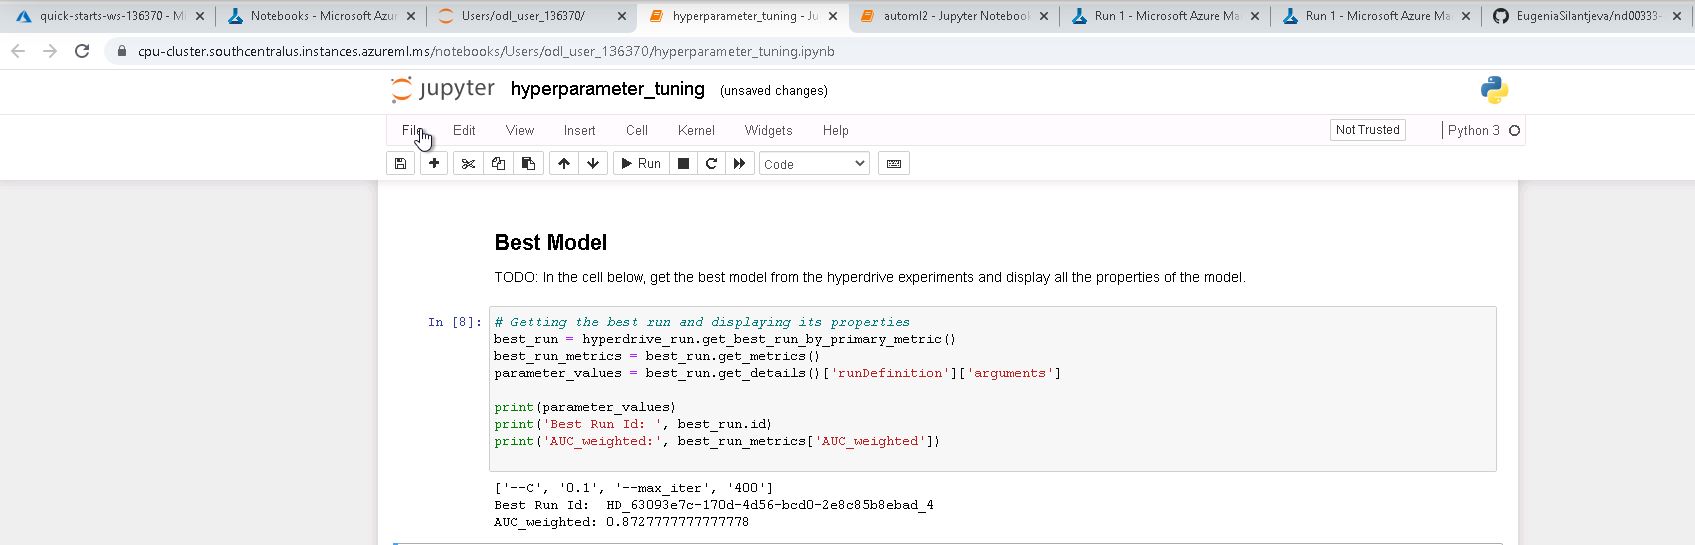 quick-starts-ws-136370 - Mi
Notebooks - Microsoft Azur
Users/odl_user_136370/
hyperparameter_tuning - Ju
automl2 - Jupyter Notebook
Run 1 - Microsoft Azure Ma
Run 1 - Microsoft Azure Ma
EugeniaSilantjeva/nd00333-
cpu-cluster.southcentralus.instances.azureml.ms/notebooks/Users/odl_user_136370/hyperparameter_tuning.ipynb
jupyter hyperparameter_tuning (unsaved changes)
File Edit View Insert Cell Kernel Widgets Help Not Trusted Python 3
Run Code
Best Model
TODO: In the cell below, get the best model from the hyperdrive experiments and display all the properties of the model.
In [8]: # Getting the best run and displaying its properties
best_run = hyperdrive_run.get_best_run_by_primary_metric()
best_run_metrics = best_run.get_metrics()
parameter_values = best_run.get_details()['runDefinition']['arguments']
print(parameter_values)
print('Best Run Id: ', best_run.id)
print('AUC_weighted:', best_run_metrics['AUC_weighted'])
['--C', '0.1', '--max_iter', '400']
Best Run Id:  HD_63093e7c-170d-4d56-bcd0-2e8c85b8ebad_4
AUC_weighted: 0.8727777777777778